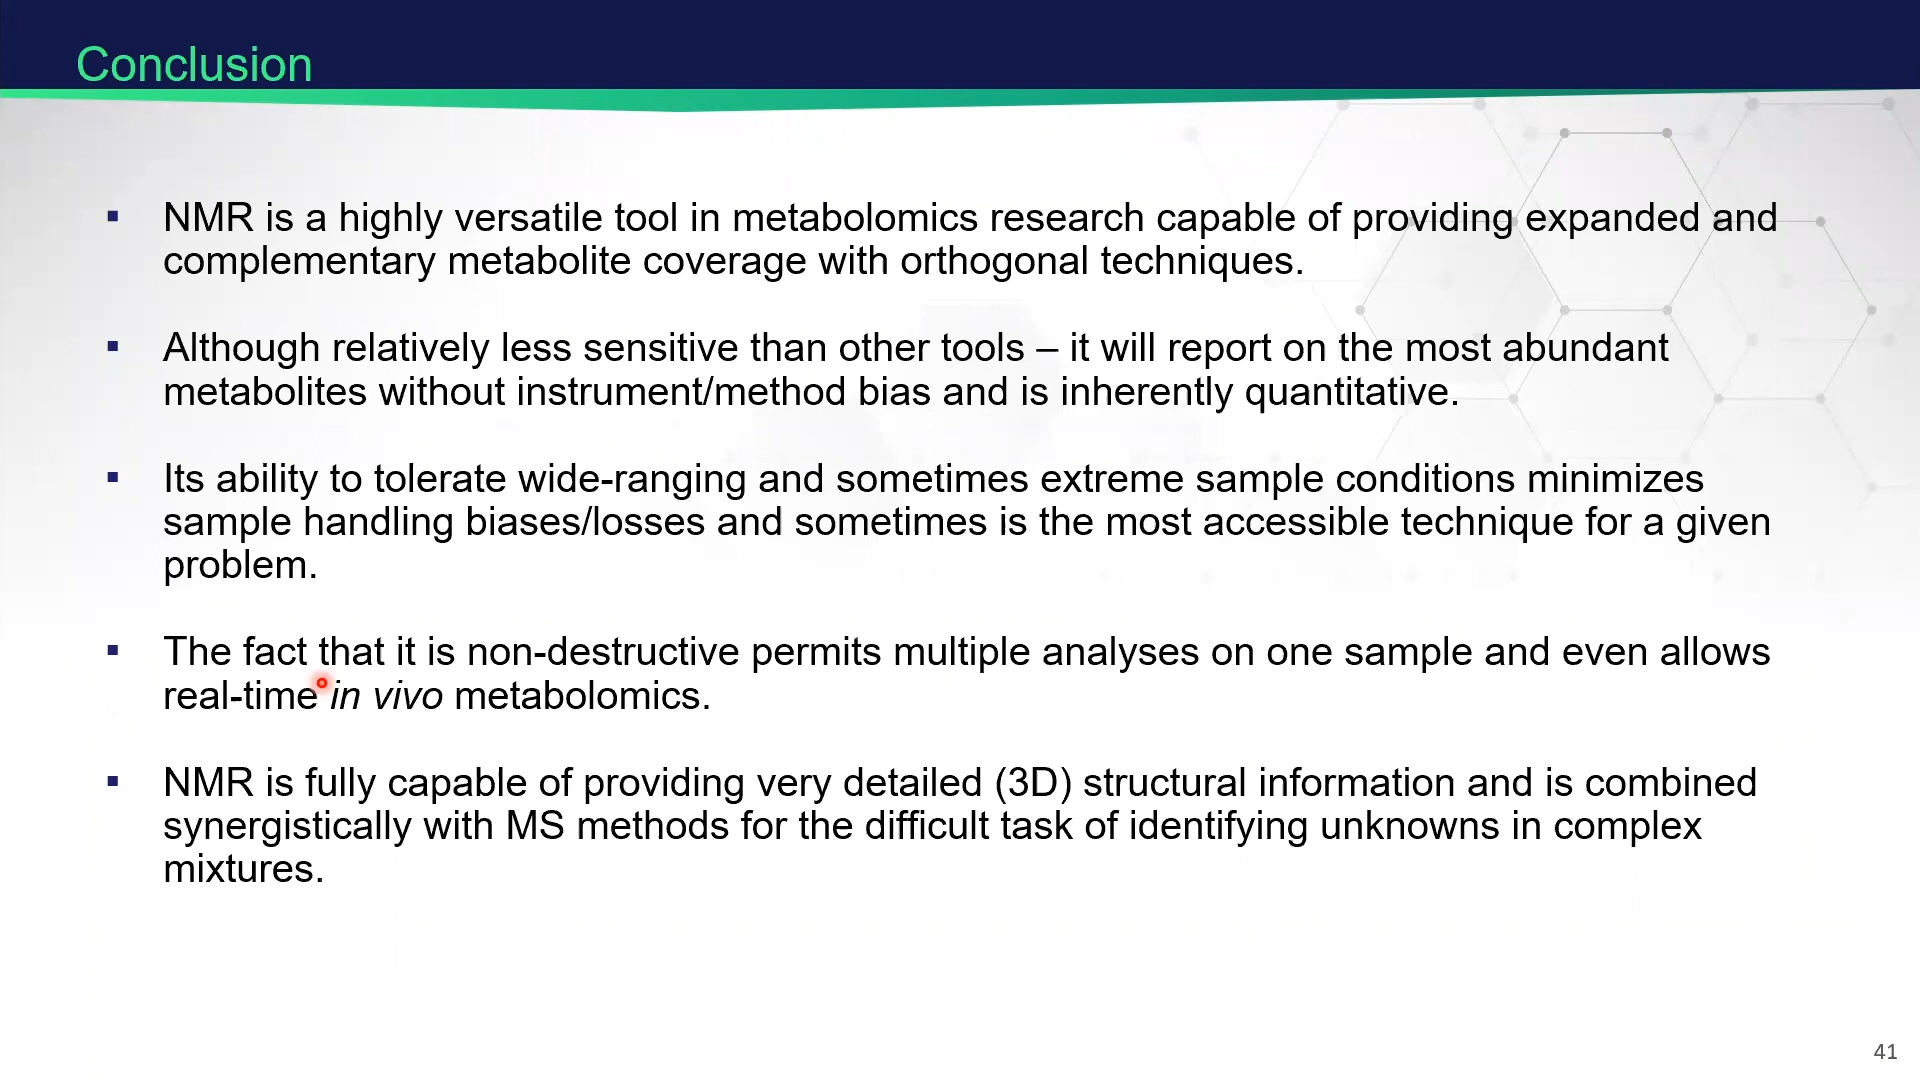 Conclusion
▪ NMR is a highly versatile tool in metabolomics research capable of providing expanded and
complementary metabolite coverage with orthogonal techniques.
▪ Although relatively less sensitive than other tools – it will report on the most abundant
metabolites without instrument/method bias and is inherently quantitative.
▪ Its ability to tolerate wide-ranging and sometimes extreme sample conditions minimizes
sample handling biases/losses and sometimes is the most accessible technique for a given
problem.
▪ The fact that it is non-destructive permits multiple analyses on one sample and even allows
real-time in vivo metabolomics.
▪ NMR is fully capable of providing very detailed (3D) structural information and is combined
synergistically with MS methods for the difficult task of identifying unknowns in complex
mixtures.
41